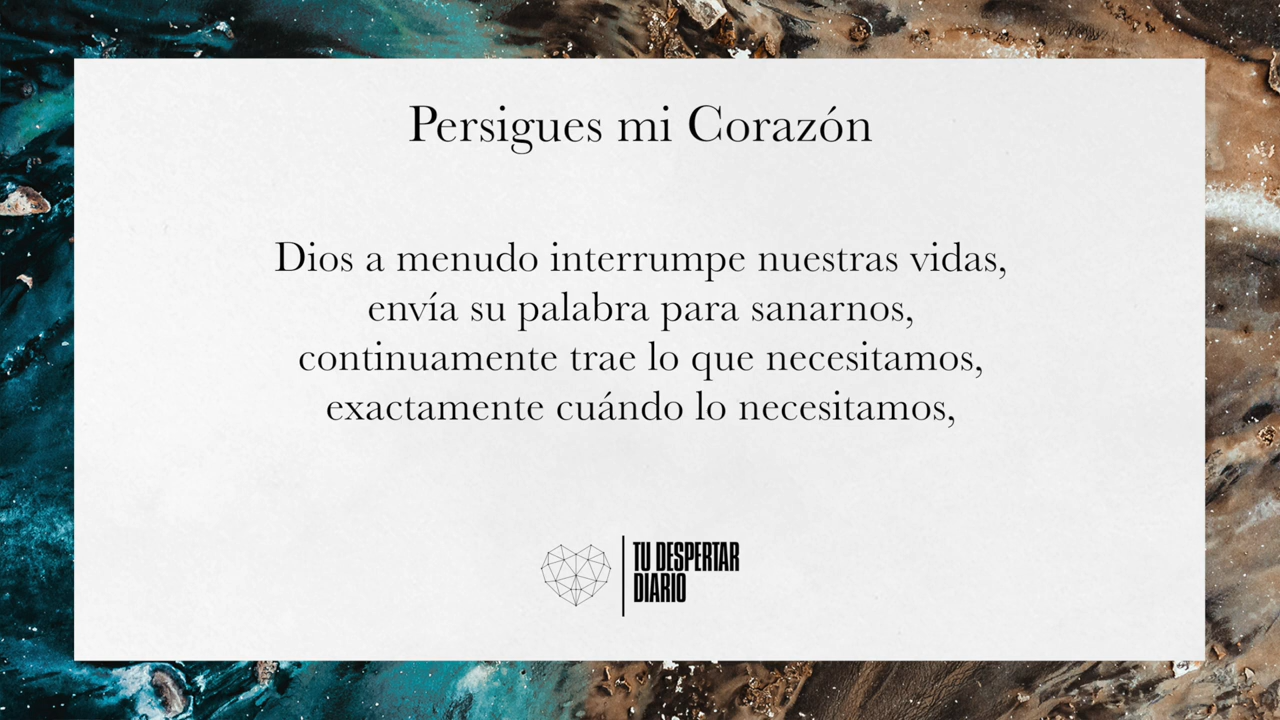 Persigues mi Corazón
Dios a menudo interrumpe nuestras vidas,
envía su palabra para sanarnos,
continuamente trae lo que necesitamos,
exactamente cuándo lo necesitamos,
TU DESPERTAR
DIARIO